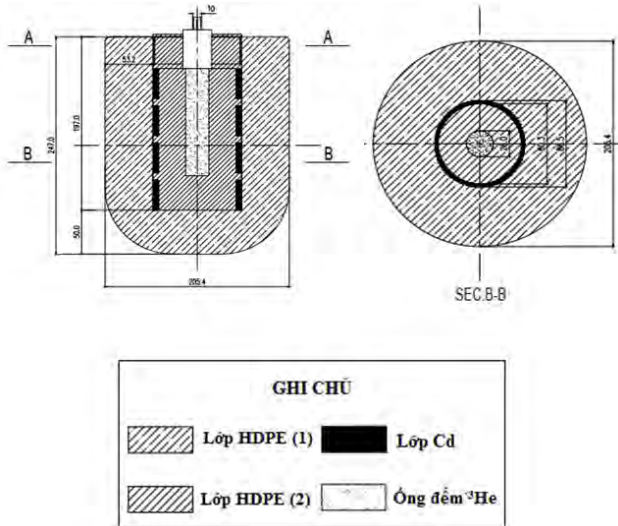 10
A
A
53,2
197.0
247.0
B
B
50.0
205.4
205.4
SEC.B-B
GHI CHÚ
Lớp HDPE (1)
Lớp Cd
Lớp HDPE (2)
Ống đếm ³He